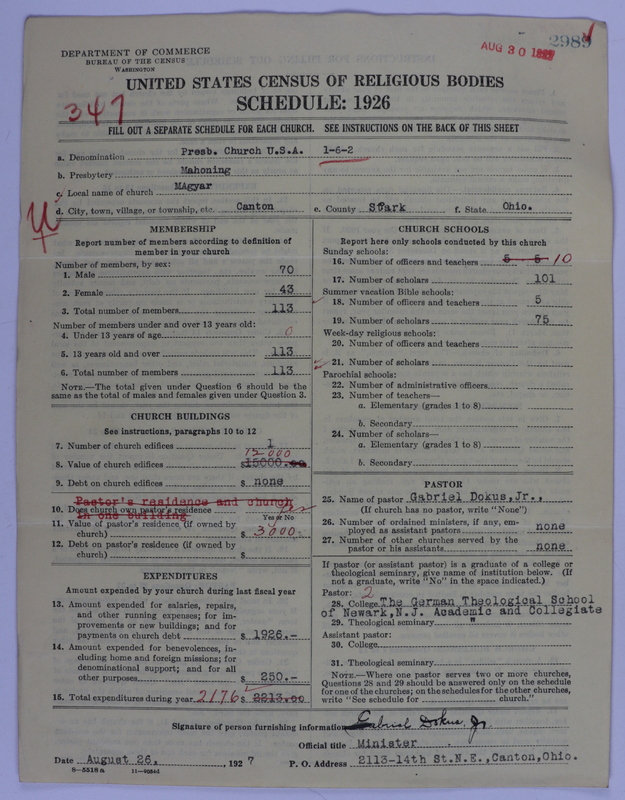 2989
AUG 30 1927
DEPARTMENT OF COMMERCE
BUREAU OF THE CENSUS
WASHINGTON
UNITED STATES CENSUS OF RELIGIOUS BODIES
SCHEDULE: 1926
347
FILL OUT A SEPARATE SCHEDULE FOR EACH CHURCH. SEE INSTRUCTIONS ON THE BACK OF THIS SHEET
a. Denomination Presb. Church U.S.A. 1-6-2
b. Presbytery Mahoning
c. Local name of church MAgyar
d. City, town, village, or township, etc. Canton e. County Stark f. State Ohio.
MEMBERSHIP
Report number of members according to definition of
member in your church
Number of members, by sex:
1. Male 70
2. Female 43
3. Total number of members 113
Number of members under and over 13 years old:
4. Under 13 years of age 0
5. 13 years old and over 113
6. Total number of members 113
NOTE.—The total given under Question 6 should be the
same as the total of males and females given under Question 3.
CHURCH BUILDINGS
See instructions, paragraphs 10 to 12
7. Number of church edifices 1
12000
8. Value of church edifices $15000.00
9. Debt on church edifices $ none
Pastor's residence and church
10. Does church own pastor's residence yes
in one building Yes or No
11. Value of pastor's residence (if owned by
church) $ 3000
12. Debt on pastor's residence (if owned by
church) $
EXPENDITURES
Amount expended by your church during last fiscal year
13. Amount expended for salaries, repairs,
and other running expenses; for im-
provements or new buildings; and for
payments on church debt $ 1926.-
14. Amount expended for benevolences, in-
cluding home and foreign missions; for
denominational support; and for all
other purposes $ 250.-
15. Total expenditures during year 2176 $ 2213.00
CHURCH SCHOOLS
Report here only schools conducted by this church
Sunday schools:
16. Number of officers and teachers 5 - 5 10
17. Number of scholars 101
Summer vacation Bible schools:
18. Number of officers and teachers 5
19. Number of scholars 75
Week-day religious schools:
20. Number of officers and teachers
21. Number of scholars
Parochial schools:
22. Number of administrative officers
23. Number of teachers—
a. Elementary (grades 1 to 8)
b. Secondary
24. Number of scholars—
a. Elementary (grades 1 to 8)
b. Secondary
PASTOR
25. Name of pastor Gabriel Dokus,Jr.,
(If church has no pastor, write "None")
26. Number of ordained ministers, if any, em-
ployed as assistant pastors none
27. Number of other churches served by the
pastor or his assistants none
If pastor (or assistant pastor) is a graduate of a college or
theological seminary, give name of institution below. (If
not a graduate, write "No" in the space indicated.)
Pastor: 2
28. College The German Theological School
of Newark,N.J. Academic and Collegiate
29. Theological seminary "
Assistant pastor:
30. College
31. Theological seminary
NOTE.—Where one pastor serves two or more churches,
Questions 28 and 29 should be answered only on the schedule
for one of the churches; on the schedules for the other churches,
write "See schedule for church."
Signature of person furnishing information Gabriel Dokus, Jr.
Official title Minister
Date August 26, 1927 P. O. Address 2113-14th St.N.E.,Canton,Ohio.
8-5518a